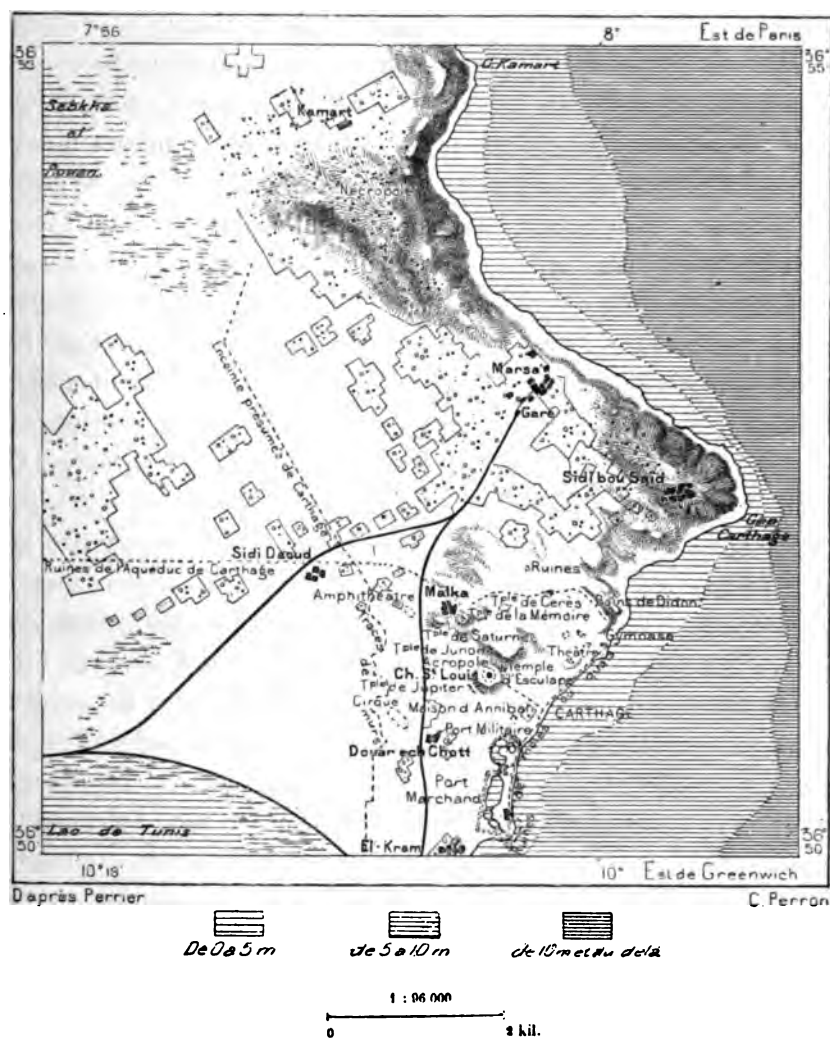 7°56
8°
Est de Paris
36°
55
36°
55
Sebkha
el
C. Kamart
Kamart
Nécropole
Enceinte présumée de Carthage
Marsa
Gare
Sidi bou Saïd
Cap
Carthage
Sidi Daoud
Ruines de l'Aqueduc de Carthage
Ruines
Amphithéâtre
Malka
Tple de Cérès
Bains de Didon
Tple de la Mémoire
Tple de Saturne
Gymnase
Tple de Junon
Théâtre
Acropole
Temple
d'Esculape
Ch. St Louis
Tple de Jupiter
Traces de murs
Cirque
Maison d'Annibal
CARTHAGE
Port Militaire
Douar ech Chott
Port
Marchand
Lac de Tunis
El-Kram
36°
50
36°
50
10°18'
10°
Est de Greenwich
D'après Perrier
C. Perron
De 0 à 5 m
de 5 à 10 m
de 10 m et au delà
1 : 96 000
0
2 kil.